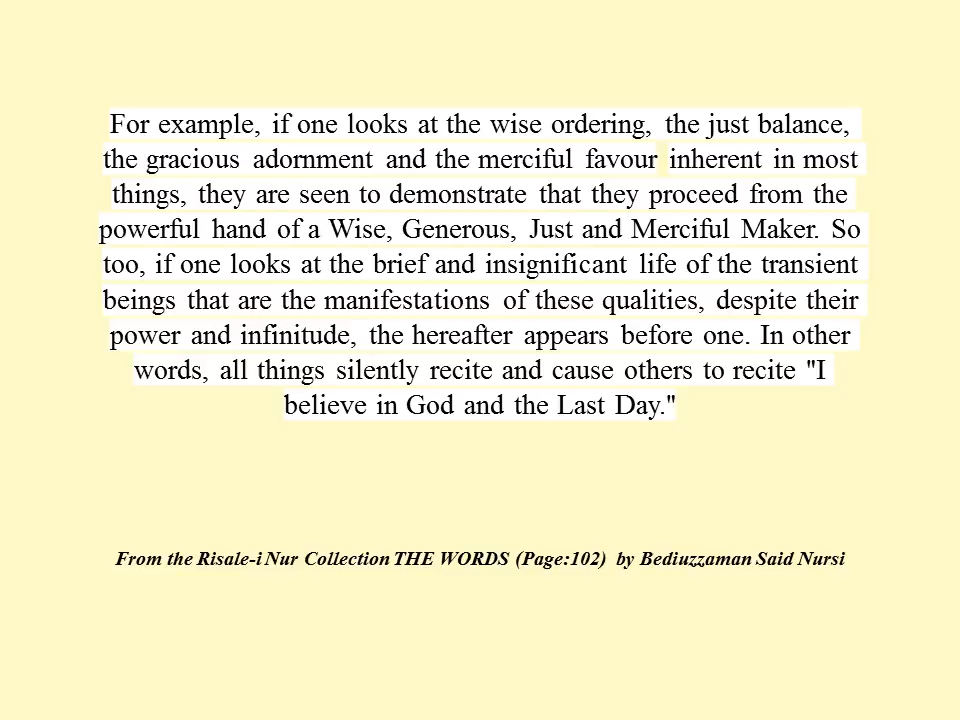 For example, if one looks at the wise ordering, the just balance,
the gracious adornment and the merciful favour inherent in most
things, they are seen to demonstrate that they proceed from the
powerful hand of a Wise, Generous, Just and Merciful Maker. So
too, if one looks at the brief and insignificant life of the transient
beings that are the manifestations of these qualities, despite their
power and infinitude, the hereafter appears before one. In other
words, all things silently recite and cause others to recite "I
believe in God and the Last Day."
From the Risale-i Nur Collection THE WORDS (Page:102) by Bediuzzaman Said Nursi